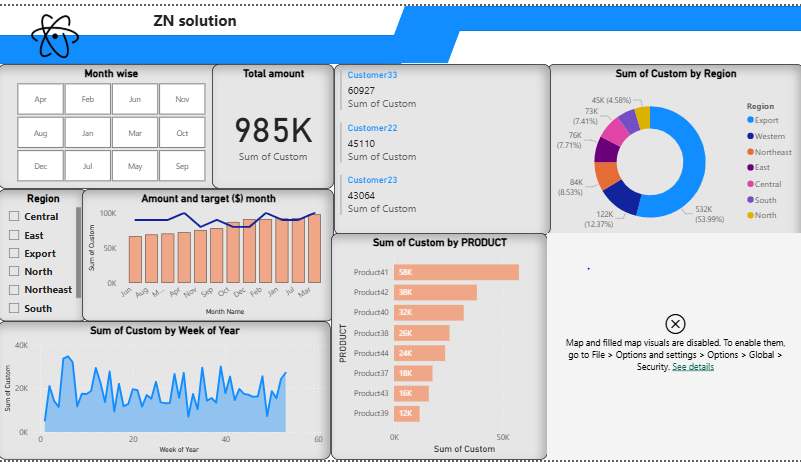 ZN solution
Month wise
Apr Feb Jun Nov
Aug Jan Mar Oct
Dec Jul May Sep
Total amount
985K
Sum of Custom
Customer33
60927
Sum of Custom
Customer22
45110
Sum of Custom
Customer23
43064
Sum of Custom
Sum of Custom by Region
45K (4.58%)
73K
(7.41%)
76K
(7.71%)
84K
(8.53%)
122K
(12.37%)
532K
(53.99%)
Region
Export
Western
Northeast
East
Central
South
North
Region
Central
East
Export
North
Northeast
South
Amount and target ($) month
Sum of Custom
100K
50K
0K
Jun Aug M... Apr Nov Sep Oct Dec Feb Jan Jul Mar
Month Name
Sum of Custom by PRODUCT
PRODUCT
Product41 58K
Product42 38K
Product40 32K
Product38 26K
Product44 24K
Product37 18K
Product43 16K
Product39 12K
0K 50K
Sum of Custom
Sum of Custom by Week of Year
Sum of Custom
40K
20K
0K
0 20 40 60
Week of Year
Map and filled map visuals are disabled. To enable them,
go to File > Options and settings > Options > Global >
Security. See details